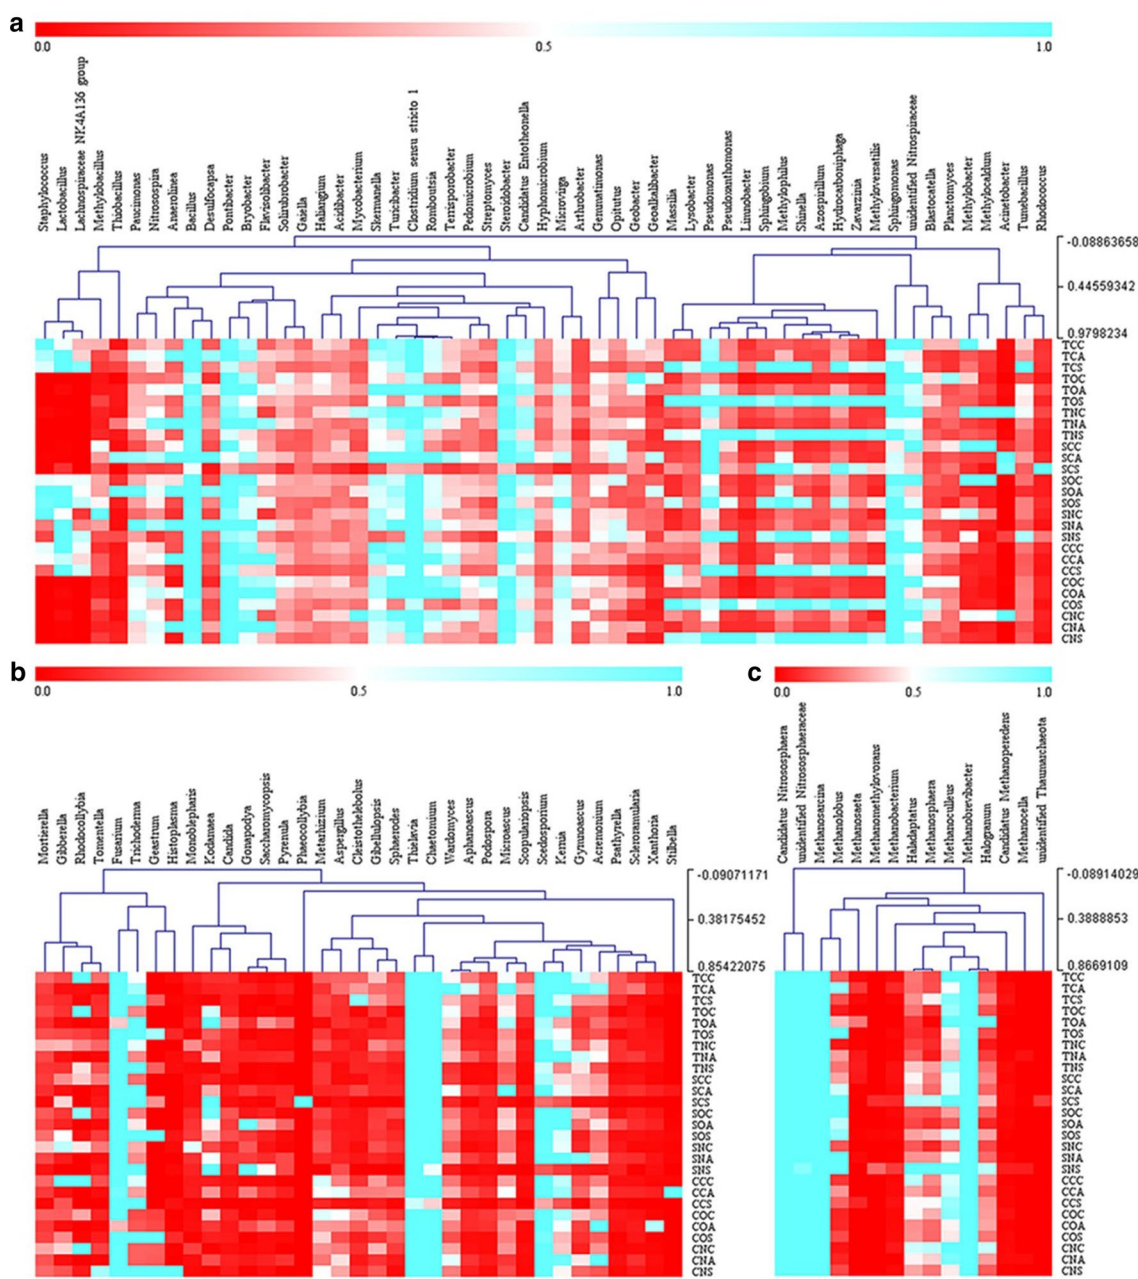 a
0.0 0.5 1.0
Staphylococcus
Lactobacillus
Lachnospiraceae NK4A136 group
Methylobacillus
Thiobacillus
Paucimonas
Nitrosospira
Anaerolinea
Bacillus
Desulfocapsa
Pontibacter
Bryobacter
Flavisolibacter
Solirubrobacter
Gaiella
Haliangium
Acidibacter
Mycobacterium
Skermanella
Turicibacter
Clostridium sensu stricto 1
Romboutsia
Terrisporobacter
Pedomicrobium
Streptomyces
Steroidobacter
Candidatus Entotheonella
Hyphomicrobium
Microvirga
Arthrobacter
Gemmatimonas
Opitutus
Geobacter
Geoalkalibacter
Massilia
Lysobacter
Pseudomonas
Pseudoxanthomonas
Limnobacter
Sphingobium
Methylophilus
Shinella
Azospirillum
Hydrocarboniphaga
Zavarzinia
Methyloversatilis
Sphingomonas
unidentified Nitrospiraceae
Blastocatella
Planctomyces
Methylobacter
Methylocaldum
Acinetobacter
Tumebacillus
Rhodococcus
-0.08863658
0.44559342
0.9798234
TCC
TCA
TCS
TOC
TOA
TOS
TNC
TNA
TNS
SCC
SCA
SCS
SOC
SOA
SOS
SNC
SNA
SNS
CCC
CCA
CCS
COC
COA
COS
CNC
CNA
CNS
b
0.0 0.5 1.0
Mortierella
Gibberella
Rhodocollybia
Tomentella
Fusarium
Trichoderma
Geastrum
Histoplasma
Monoblepharis
Kodamaea
Candida
Gonapodya
Saccharomycopsis
Pyrenula
Phaeocollybia
Metarhizium
Aspergillus
Cleistothelebolus
Gibellulopsis
Sphaerodes
Thielavia
Chaetomium
Wardomyces
Aphanoascus
Podospora
Microascus
Scopulariopsis
Scedosporium
Kernia
Gymnoascus
Acremonium
Psathyrella
Scleroramularia
Xanthoria
Stilbella
-0.09071171
0.38175452
0.85422075
TCC
TCA
TCS
TOC
TOA
TOS
TNC
TNA
TNS
SCC
SCA
SCS
SOC
SOA
SOS
SNC
SNA
SNS
CCC
CCA
CCS
COC
COA
COS
CNC
CNA
CNS
c
0.0 0.5 1.0
Candidatus Nitrososphaera
unidentified Nitrososphaeraceae
Methanosarcina
Methanolobus
Methanosaeta
Methanomethylovorans
Methanobacterium
Haladaptatus
Methanosphaera
Methanoculleus
Methanobrevibacter
Halogranum
Candidatus Methanoperedens
Methanocella
unidentified Thaumarchaeota
-0.08914029
0.3888853
0.8669109
TCC
TCA
TCS
TOC
TOA
TOS
TNC
TNA
TNS
SCC
SCA
SCS
SOC
SOA
SOS
SNC
SNA
SNS
CCC
CCA
CCS
COC
COA
COS
CNC
CNA
CNS